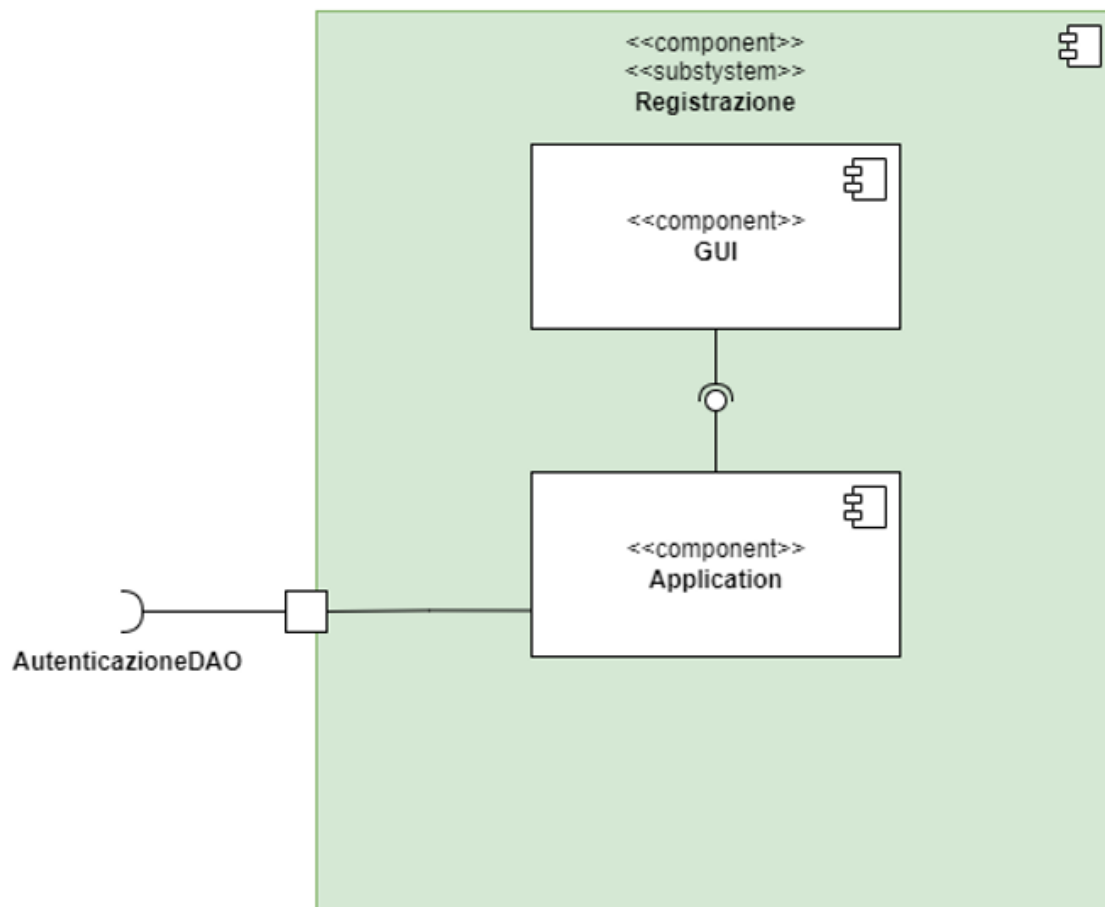 <<component>>
<<substystem>>
Registrazione
<<component>>
GUI
<<component>>
Application
AutenticazioneDAO